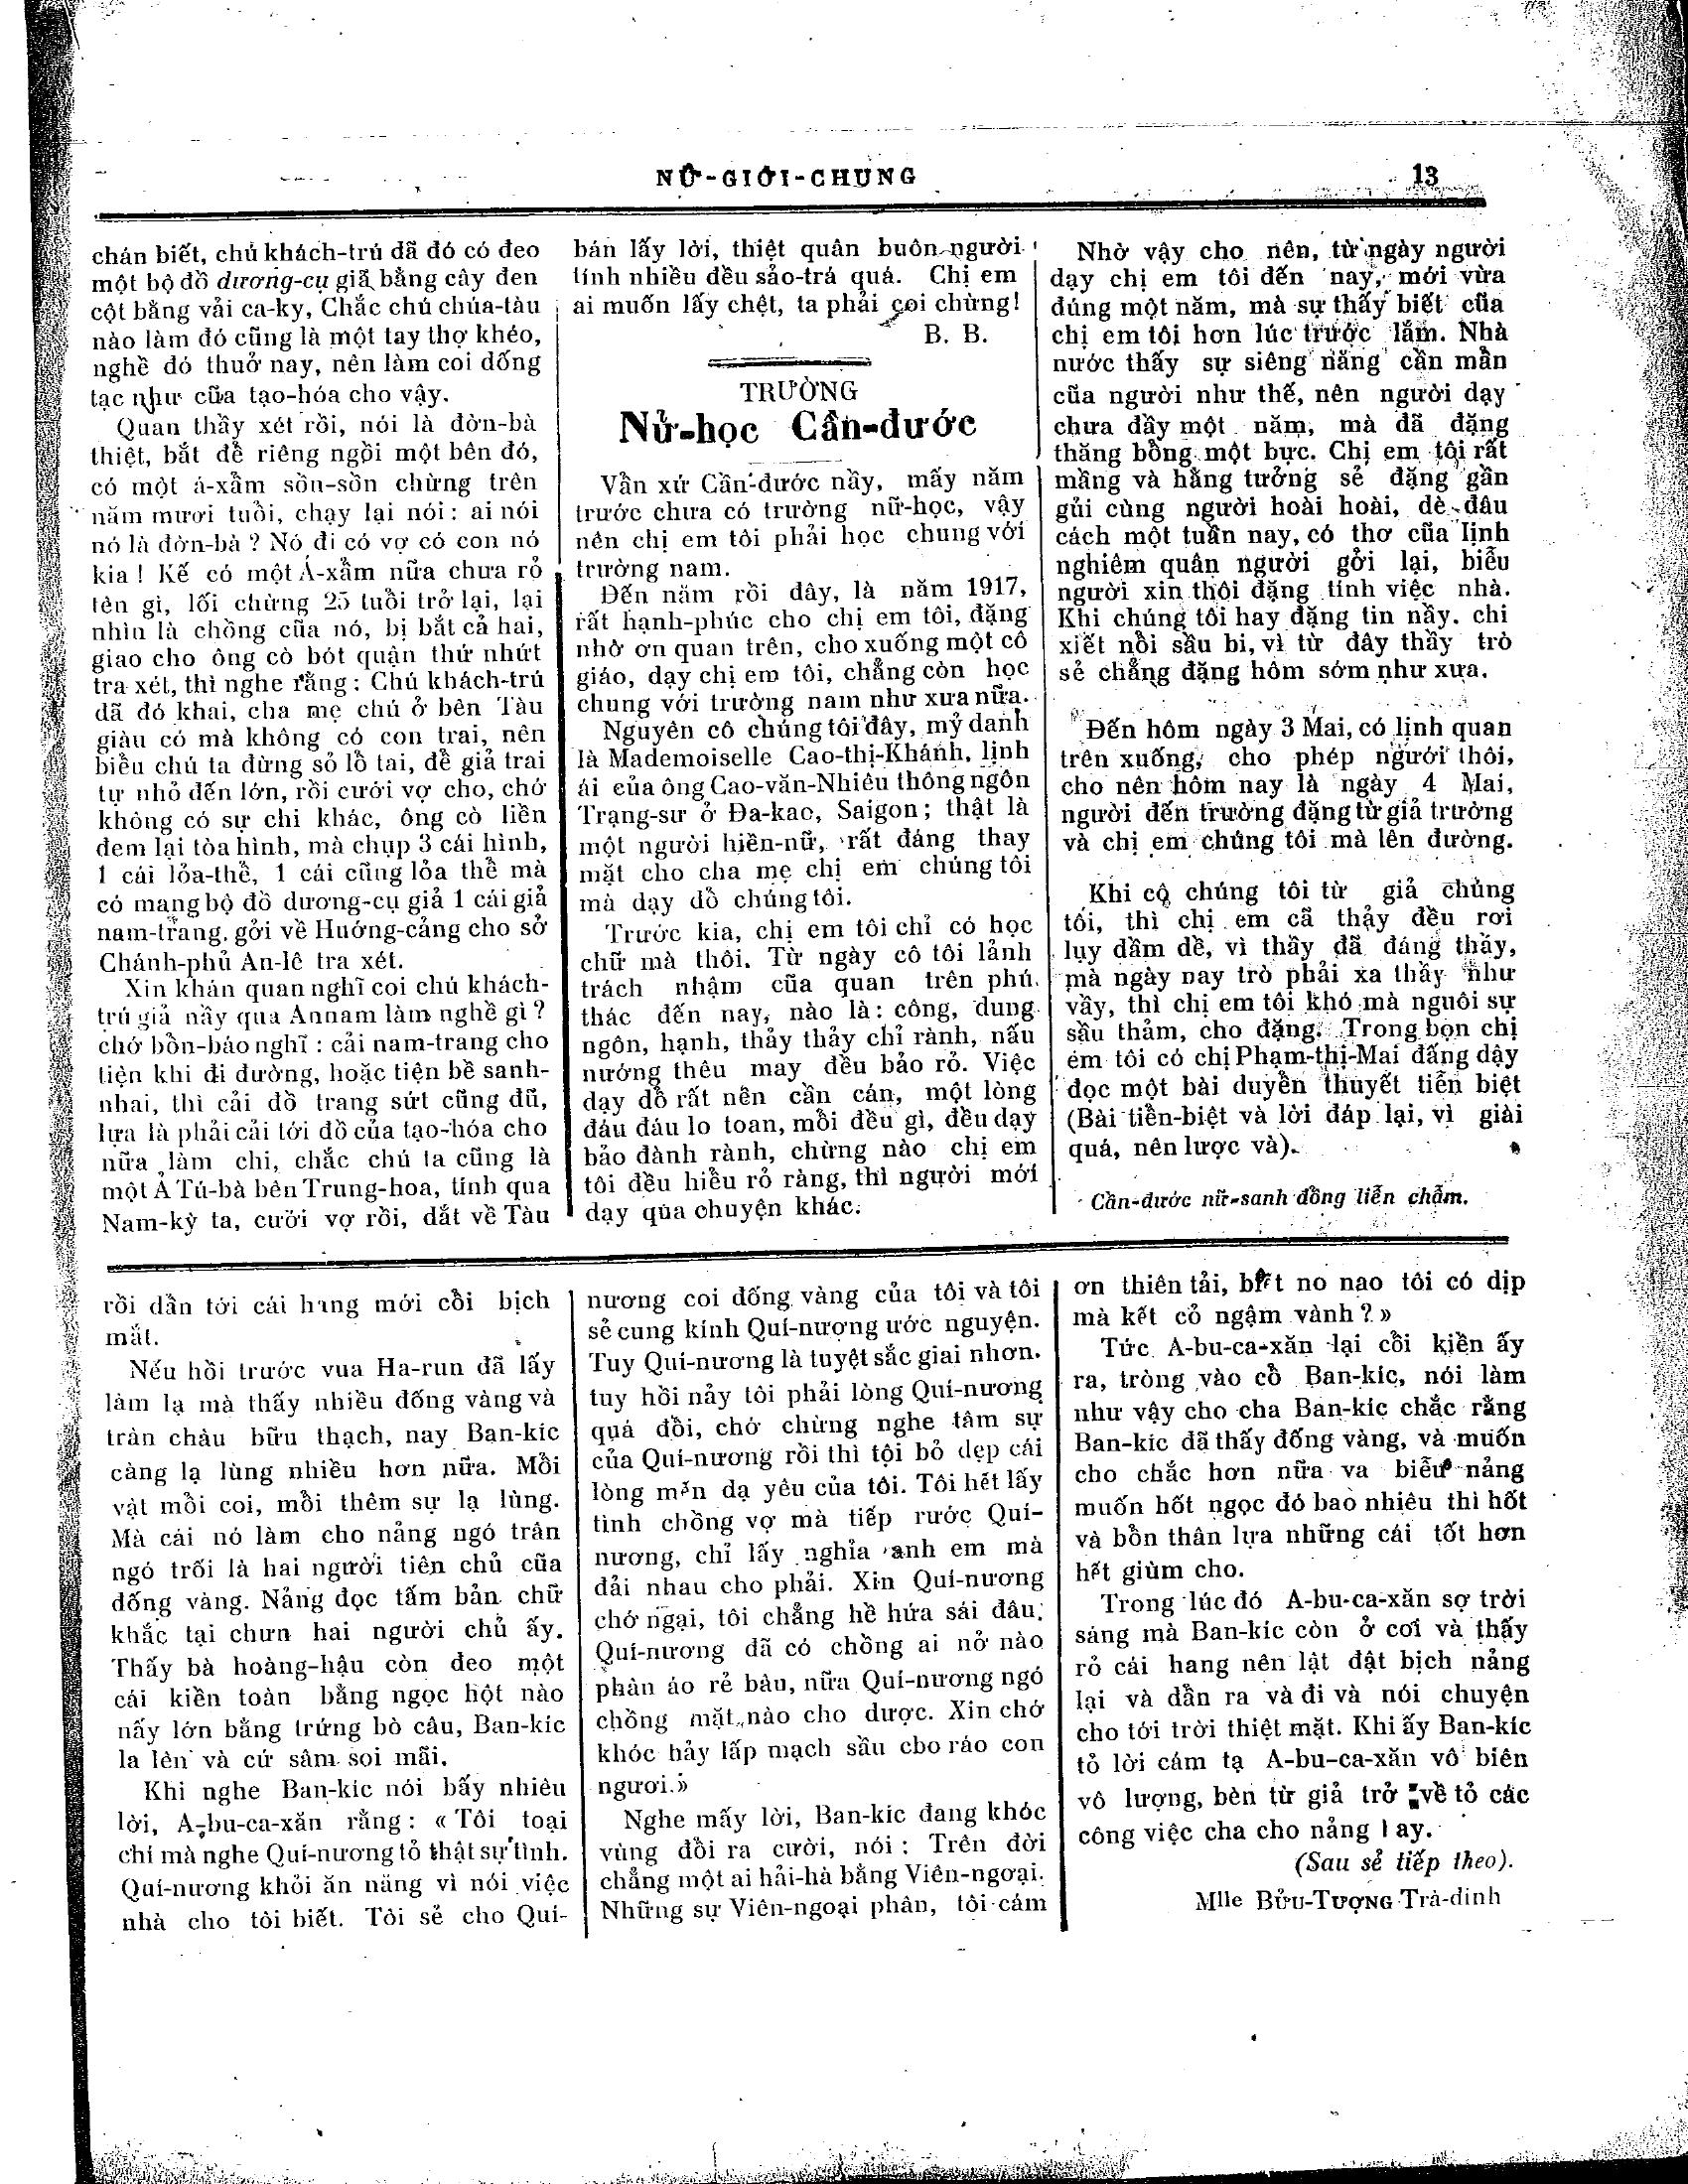 NỮ-GIỚI-CHUNG
13
chán biết, chú khách-trú đã đó có đeo
một bộ đồ dương-cụ giả bằng cây đen
cột bằng vải ca-ky, Chắc chú chúa-tàu
nào làm đó cũng là một tay thợ khéo,
nghề đó thuở nay, nên làm coi dống
tạc như cũa tạo-hóa cho vậy.
Quan thầy xét rồi, nói là đờn-bà
thiệt, bắt để riêng ngồi một bên đó,
có một á-xẩm sồn-sồn chừng trên
năm mươi tuổi, chạy lại nói : ai nói
nó là đờn-bà ? Nó đi có vợ có con nó
kia ! Kế có một Á-xẩm nữa chưa rỏ
tên gì, lối chừng 25 tuổi trở lại, lại
nhìn là chồng cũa nó, bị bắt cả hai,
giao cho ông cò bót quận thứ nhứt
tra xét, thì nghe rằng : Chú khách-trú
đã đó khai, cha mẹ chú ở bên Tàu
giàu có mà không có con trai, nên
biểu chú ta đừng sỏ lỗ tai, để giả trai
tự nhỏ đến lớn, rồi cưới vợ cho, chớ
không có sự chi khác, ông cò liền
đem lại tòa hình, mà chụp 3 cái hình,
1 cái lỏa-thể, 1 cái cũng lỏa thể mà
có mang bộ đồ dương-cụ giả 1 cái giả
nam-trang, gởi về Hướng-cảng cho sở
Chánh-phủ An-lê tra xét.
Xin khán quan nghĩ coi chú khách-
trú giả nầy qua Annam làm nghề gì ?
chớ bổn-báo nghĩ : cải nam-trang cho
tiện khi đi đường, hoặc tiện bề sanh-
nhai, thì cải đồ trang sứt cũng đũ,
lựa là phải cải tới đồ của tạo-hóa cho
nữa làm chi, chắc chú ta cũng là
một A Tú-bà bên Trung-hoa, tính qua
Nam-kỳ ta, cưới vợ rồi, dắt về Tàu
bán lấy lời, thiệt quân buôn người
tính nhiều đều sảo-trá quá. Chị em
ai muốn lấy chệt, ta phải coi chừng!
B. B.
TRƯỜNG
Nử-học Cần-đước
Vẩn xứ Cần-đước nầy, mấy năm
trước chưa có trường nữ-học, vậy
nên chị em tôi phải học chung với
trường nam.
Đến năm rồi đây, là năm 1917,
rất hạnh-phúc cho chị em tôi, đặng
nhờ ơn quan trên, cho xuống một cô
giáo, dạy chị em tôi, chẳng còn học
chung với trường nam như xưa nữa.
Nguyên cô chúng tôi đây, mỷ danh
là Mademoiselle Cao-thị-Khánh, lịnh
ái của ông Cao-văn-Nhiêu thông ngôn
Trạng-sư ở Đa-kao, Saigon ; thật là
một người hiền-nữ, rất đáng thay
mặt cho cha mẹ chị em chúng tôi
mà dạy dỗ chúng tôi.
Trước kia, chị em tôi chỉ có học
chữ mà thôi. Từ ngày cô tôi lảnh
trách nhậm cũa quan trên phú
thác đến nay, nào là : công, dung
ngôn, hạnh, thảy thảy chỉ rành, nấu
nướng thêu may đều bảo rỏ. Việc
dạy dỗ rất nên cần cán, một lòng
đáu đáu lo toan, mỗi đều gì, đều dạy
bảo đành rành, chừng nào chị em
tôi đều hiểu rỏ ràng, thì người mới
dạy qua chuyện khác.
Nhờ vậy cho nên, từ ngày người
dạy chị em tôi đến nay, mới vừa
đúng một năm, mà sự thấy biết cũa
chị em tôi hơn lúc trước lắm. Nhà
nước thấy sự siêng năng cần mẫn
cũa người như thế, nên người dạy
chưa đầy một năm, mà đã đặng
thăng bổng một bực. Chị em tôi rất
mầng và hằng tưởng sẻ đặng gần
gủi cùng người hoài hoài, dè đâu
cách một tuần nay, có thơ cũa lịnh
nghiêm quân người gởi lại, biểu
người xin thôi đặng tính việc nhà.
Khi chúng tôi hay đặng tin nầy, chi
xiết nỗi sầu bi, vì từ đây thầy trò
sẻ chẳng đặng hôm sớm như xưa.
Đến hôm ngày 3 Mai, có lịnh quan
trên xuống, cho phép người thôi,
cho nên hôm nay là ngày 4 Mai,
người đến trường đặng từ giả trường
và chị em chúng tôi mà lên đường.
Khi cô chúng tôi từ giả chúng
tôi, thì chị em cã thảy đều rơi
lụy dầm dề, vì thầy đã đáng thầy,
mà ngày nay trò phải xa thầy như
vầy, thì chị em tôi khó mà nguôi sự
sầu thảm, cho đặng. Trong bọn chị
em tôi có chị Phạm-thị-Mai đấng dậy
đọc một bài duyển thuyết tiễn biệt
(Bài tiễn-biệt và lời đáp lại, vì giài
quá, nên lược và).
Cần-đước nữ-sanh đồng tiễn chẩm.
rồi dần tới cái hang mới cỡi bịch
mắt.
Nếu hồi trước vua Ha-run đã lấy
làm lạ mà thấy nhiều đống vàng và
trân châu bữu thạch, nay Ban-kíc
càng lạ lùng nhiều hơn nữa. Mỗi
vật mỗi coi, mỗi thêm sự lạ lùng.
Mà cái nó làm cho nảng ngó trân
ngó trối là hai người tiên chủ cũa
đống vàng. Nảng đọc tấm bản chữ
khắc tại chưn hai người chủ ấy.
Thấy bà hoàng-hậu còn đeo một
cái kiền toàn bằng ngọc hột nào
nấy lớn bằng trứng bò câu, Ban-kíc
la lên và cứ sâm soi mãi.
Khi nghe Ban-kíc nói bấy nhiêu
lời, A-bu-ca-xăn rằng : « Tôi toại
chí mà nghe Quí-nương tỏ thật sự tình.
Quí-nương khỏi ăn năng vì nói việc
nhà cho tôi biết. Tôi sẻ cho Quí-
nương coi đống vàng của tôi và tôi
sẻ cung kính Quí-nượng ước nguyện.
Tuy Quí-nương là tuyệt sắc giai nhơn.
tuy hồi nảy tôi phải lòng Quí-nương
quá đỗi, chớ chừng nghe tâm sự
của Quí-nương rồi thì tôi bỏ dẹp cái
lòng mến dạ yêu của tôi. Tôi hết lấy
tình chồng vợ mà tiếp rước Quí-
nương, chỉ lấy nghỉa anh em mà
đải nhau cho phải. Xin Quí-nương
chớ ngại, tôi chẳng hề hứa sái đâu.
Quí-nương đã có chồng ai nở nào
phản áo rẻ bàu, nữa Quí-nương ngó
chồng mặt nào cho được. Xin chớ
khóc hảy lấp mạch sầu cho ráo con
ngươi.»
Nghe mấy lời, Ban-kíc đang khóc
vùng đổi ra cười, nói : Trên đời
chẳng một ai hải-hà bằng Viên-ngoại.
Những sự Viên-ngoại phân, tôi cám
ơn thiên tải, biết no nao tôi có dịp
mà kết cỏ ngậm vành ? »
Tức A-bu-ca-xăn lại cỡi kiền ấy
ra, tròng vào cổ Ban-kíc, nói làm
như vậy cho cha Ban-kíc chắc rằng
Ban-kíc đã thấy đống vàng, và muốn
cho chắc hơn nữa va biểu nảng
muốn hốt ngọc đó bao nhiêu thì hốt
và bổn thân lựa những cái tốt hơn
hết giùm cho.
Trong lúc đó A-bu-ca-xăn sợ trời
sáng mà Ban-kíc còn ở coi và thấy
rỏ cái hang nên lật đật bịch nảng
lại và dẫn ra và đi và nói chuyện
cho tới trời thiệt mặt. Khi ấy Ban-kíc
tỏ lời cám tạ A-bu-ca-xăn vô biên
vô lượng, bèn từ giả trở về tỏ các
công việc cha cho nảng hay.
(Sau sẻ tiếp theo).
Mlle BỬU-TƯỢNG Trà-dinh